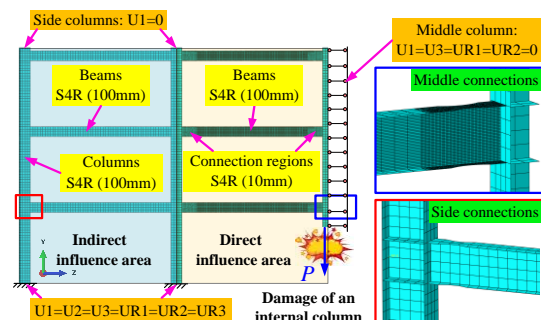 Side columns: U1=0
Middle column:
U1=U3=UR1=UR2=0
Beams
S4R (100mm)
Beams
S4R (100mm)
Middle connections
Columns
S4R (100mm)
Connection regions
S4R (10mm)
Side connections
Indirect
influence area
Direct
influence area
Y
Z
P
U1=U2=U3=UR1=UR2=UR3
Damage of an
internal column